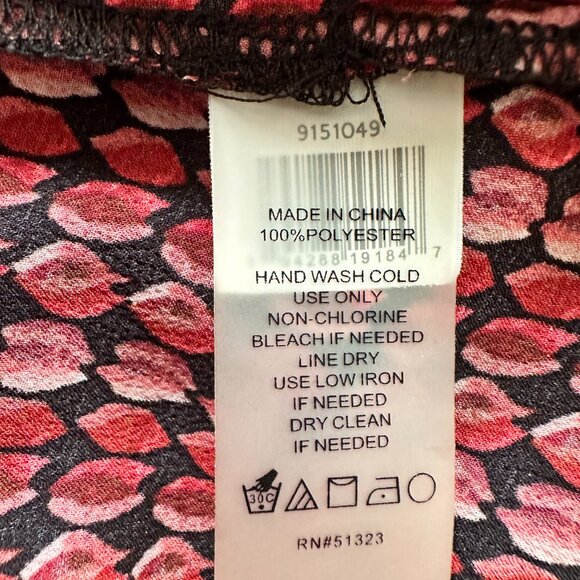 9151049
MADE IN CHINA
100%POLYESTER
288 19184 7
HAND WASH COLD
USE ONLY
NON-CHLORINE
BLEACH IF NEEDED
LINE DRY
USE LOW IRON
IF NEEDED
DRY CLEAN
IF NEEDED
30C
RN#51323